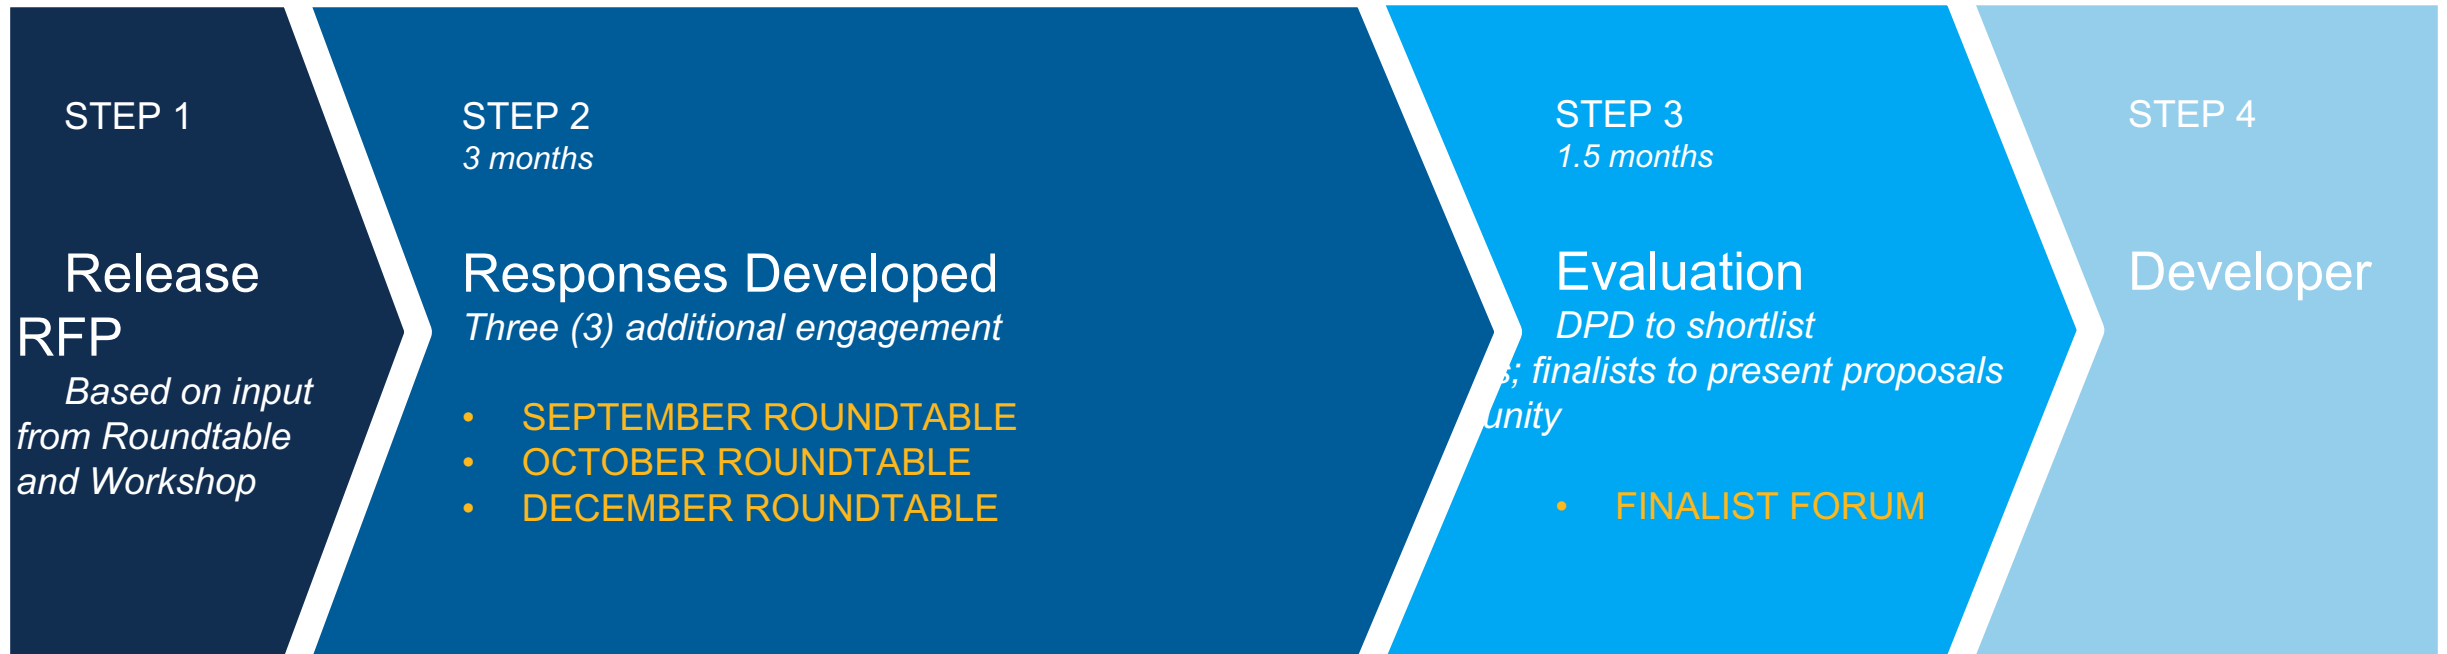 STEP 1
Release
RFP
Based on input
from Roundtable
and Workshop
STEP 2
3 months
Responses Developed
Three (3) additional engagement
• SEPTEMBER ROUNDTABLE
• OCTOBER ROUNDTABLE
• DECEMBER ROUNDTABLE
STEP 3
1.5 months
Evaluation
DPD to shortlist
; finalists to present proposals
unity
• FINALIST FORUM
STEP 4
Developer